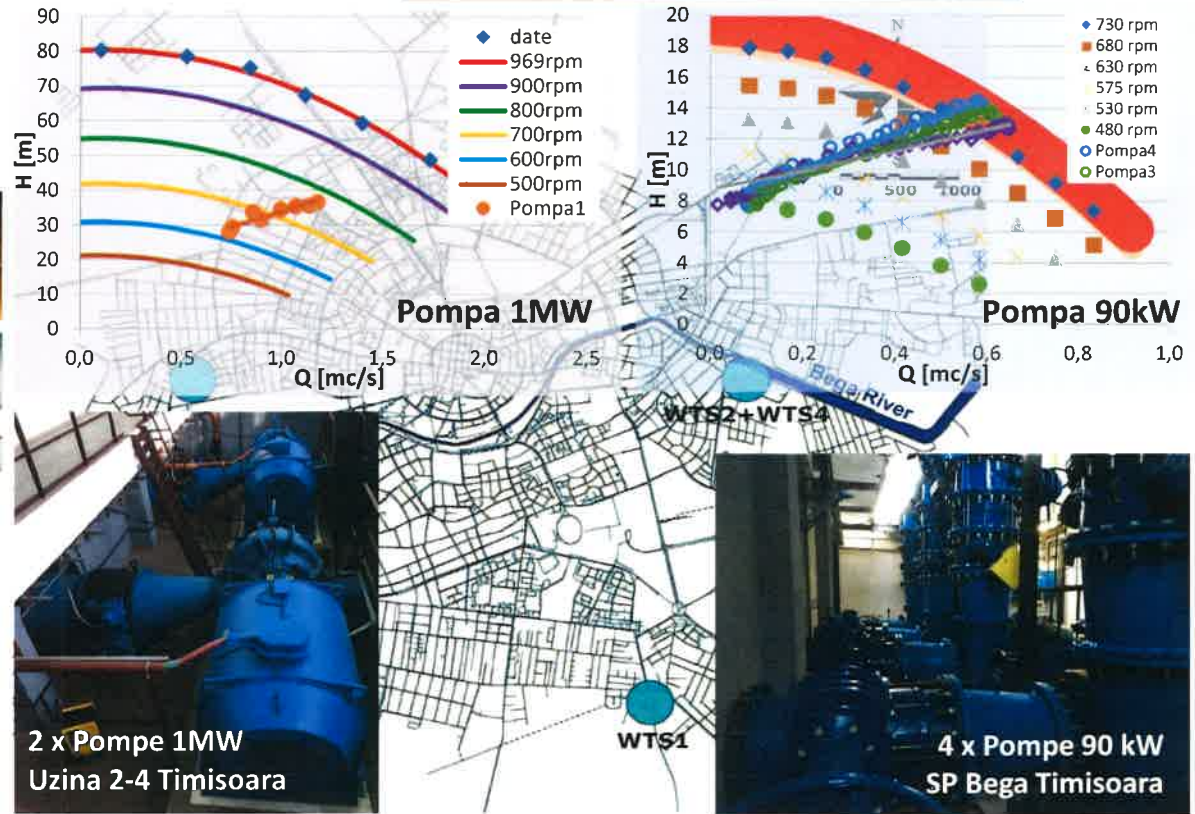 90
80
70
60
50
40
30
20
10
0
H [m]
0,0
0,5
1,0
1,5
2,0
2,5
Q [mc/s]
date
969rpm
900rpm
800rpm
700rpm
600rpm
500rpm
Pompa1
Pompa 1MW
20
18
16
14
12
10
8
6
4
2
0
H [m]
0,0
0,2
0,4
0,6
0,8
1,0
Q [mc/s]
730 rpm
680 rpm
630 rpm
575 rpm
530 rpm
480 rpm
Pompa4
Pompa3
N
0 500 1000
Pompa 90kW
Bega River
WTS2+WTS4
WTS1
2 x Pompe 1MW
Uzina 2-4 Timisoara
4 x Pompe 90 kW
SP Bega Timisoara